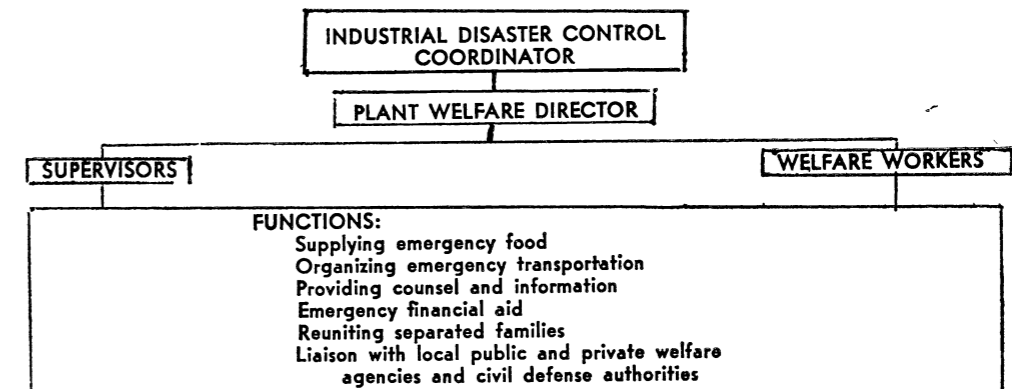 INDUSTRIAL DISASTER CONTROL
COORDINATOR
PLANT WELFARE DIRECTOR
SUPERVISORS
WELFARE WORKERS
FUNCTIONS:
Supplying emergency food
Organizing emergency transportation
Providing counsel and information
Emergency financial aid
Reuniting separated families
Liaison with local public and private welfare
agencies and civil defense authorities